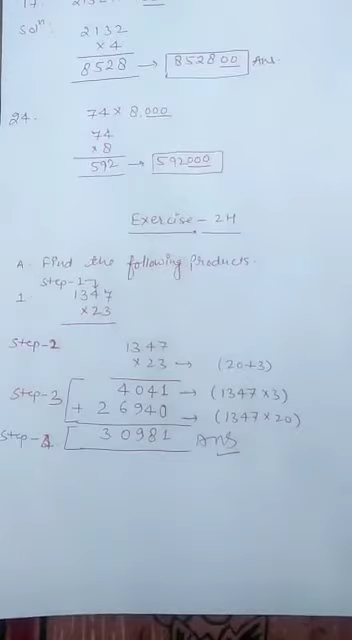 17.
Solⁿ. 2132
× 4
8528 → 852800 Ans.
24. 74 × 8,000
74
× 8
592 → 592000
Exercise - 2H
A. Find the following products.
Step-1
1. 1347
× 23
Step-2 1347
× 23 → (20+3)
Step-3 4041 → (1347×3)
+ 26940 → (1347×20)
Step-4 30981 Ans